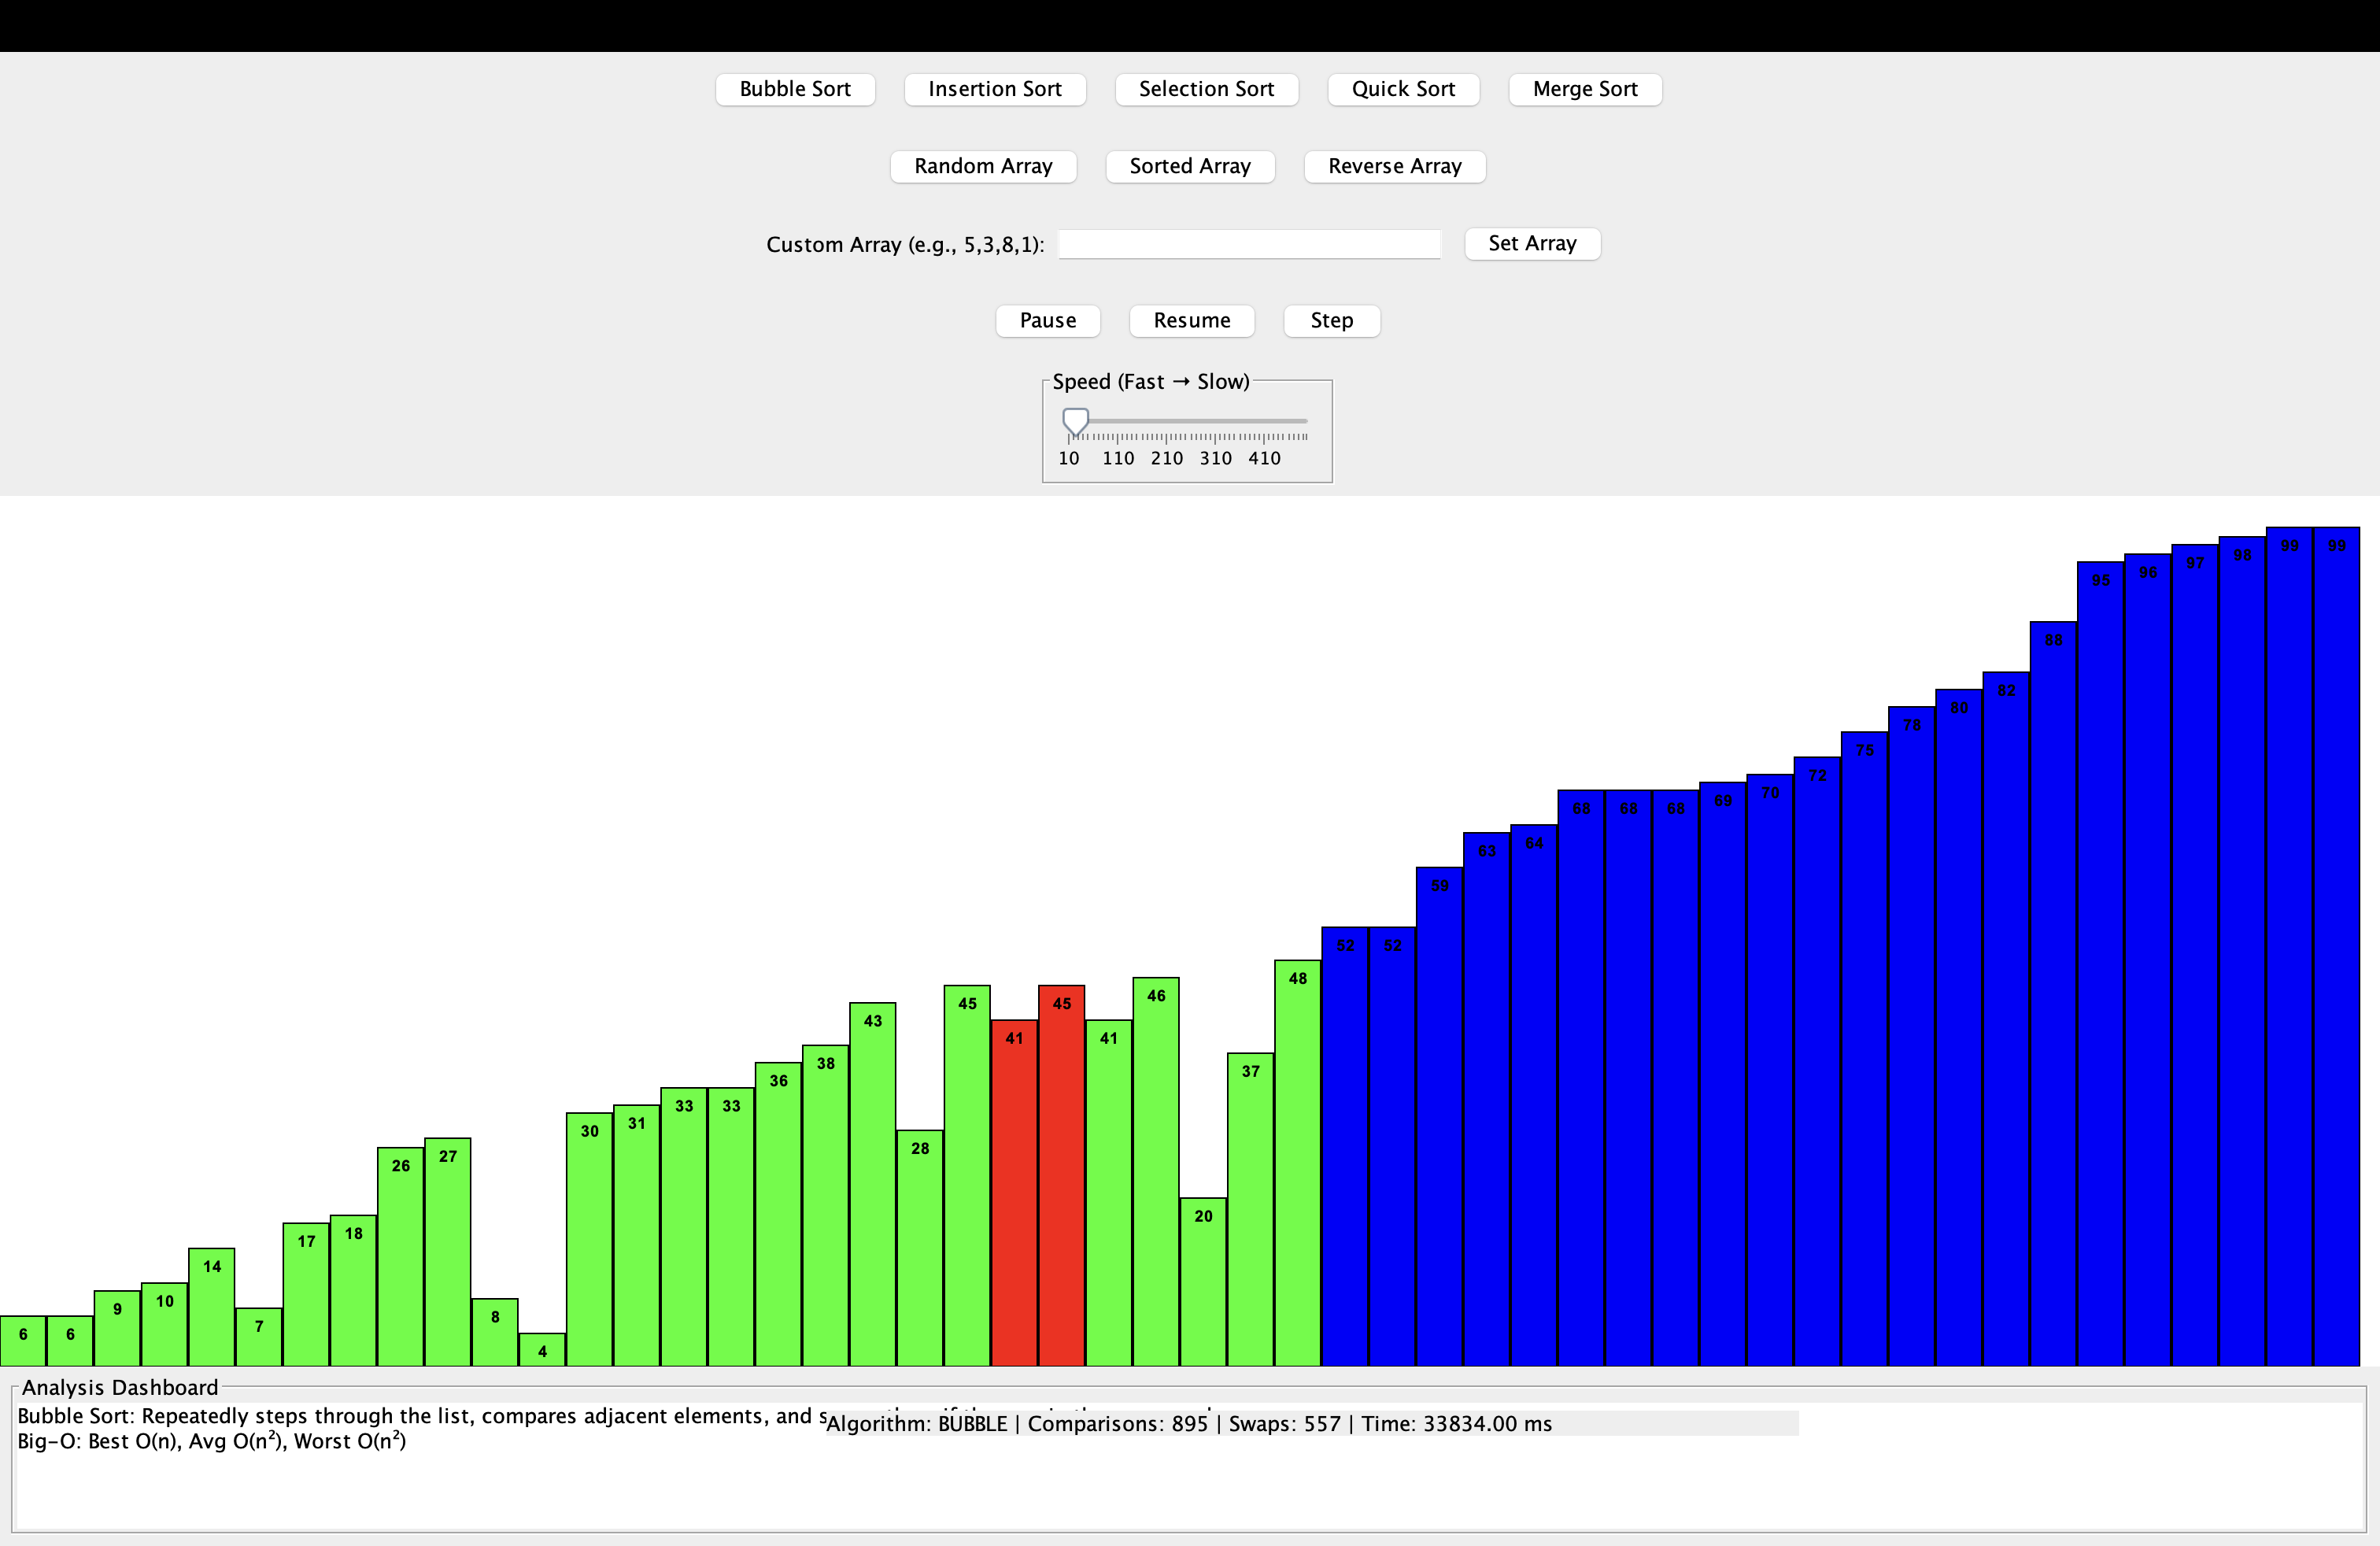 Bubble Sort Insertion Sort Selection Sort Quick Sort Merge Sort
Random Array Sorted Array Reverse Array
Custom Array (e.g., 5,3,8,1): Set Array
Pause Resume Step
Speed (Fast → Slow)
10 110 210 310 410
6 6 9 10 14 7 17 18 26 27 8 4 30 31 33 33 36 38 43 28 45 41 45 41 46 20 37 48 52 52 59 63 64 68 68 68 69 70 72 75 78 80 82 88 95 96 97 98 99 99
Analysis Dashboard
Bubble Sort: Repeatedly steps through the list, compares adjacent elements, and
Algorithm: BUBBLE | Comparisons: 895 | Swaps: 557 | Time: 33834.00 ms
Big-O: Best O(n), Avg O(n²), Worst O(n²)